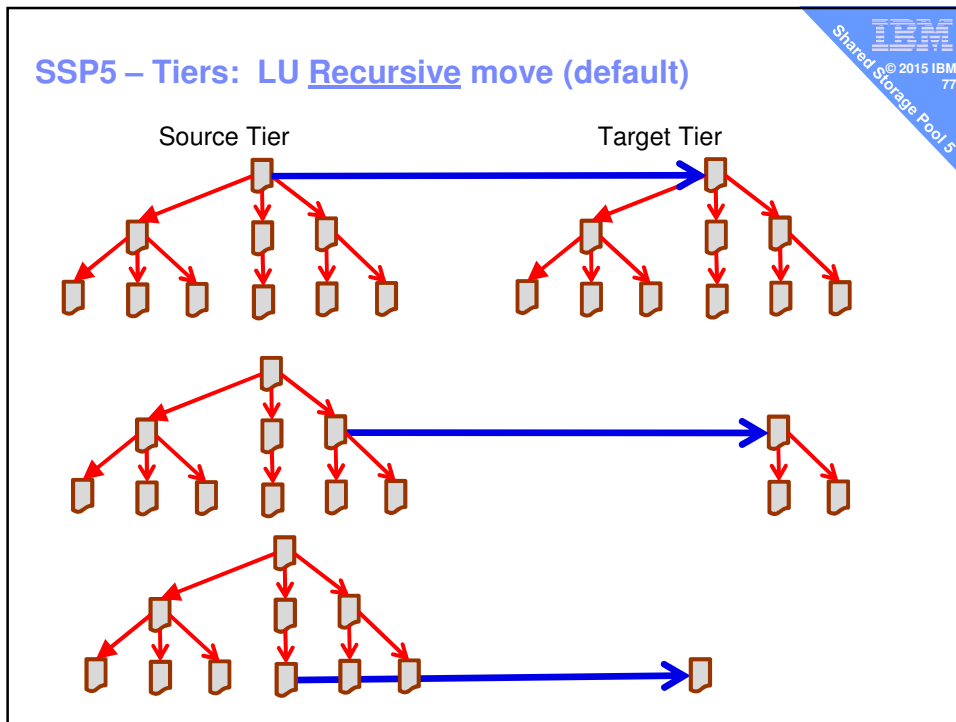 SSP5 – Tiers: LU Recursive move (default)
IBM
© 2015 IBM
77
Shared Storage Pool 5
Source Tier
Target Tier